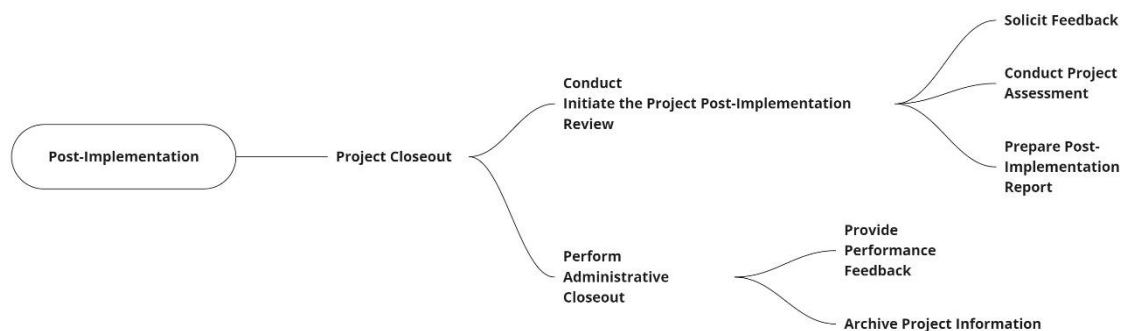 Post-Implementation
Project Closeout
Conduct
Initiate the Project Post-Implementation
Review
Solicit Feedback
Conduct Project
Assessment
Prepare Post-
Implementation
Report
Perform
Administrative
Closeout
Provide
Performance
Feedback
Archive Project Information